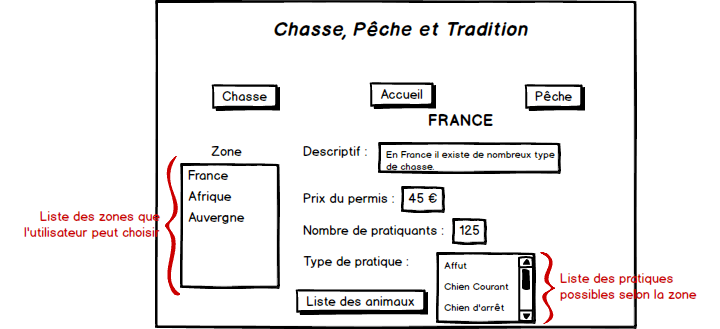 Chasse, Pêche et Tradition
Chasse
Accueil
Pêche
FRANCE
Zone
France
Afrique
Auvergne
Liste des zones que
l'utilisateur peut choisir
Descriptif :
En France il existe de nombreux type
de chasse.
Prix du permis :
45 €
Nombre de pratiquants :
125
Type de pratique :
Affut
Chien Courant
Chien d'arrêt
Liste des pratiques
possibles selon la zone
Liste des animaux